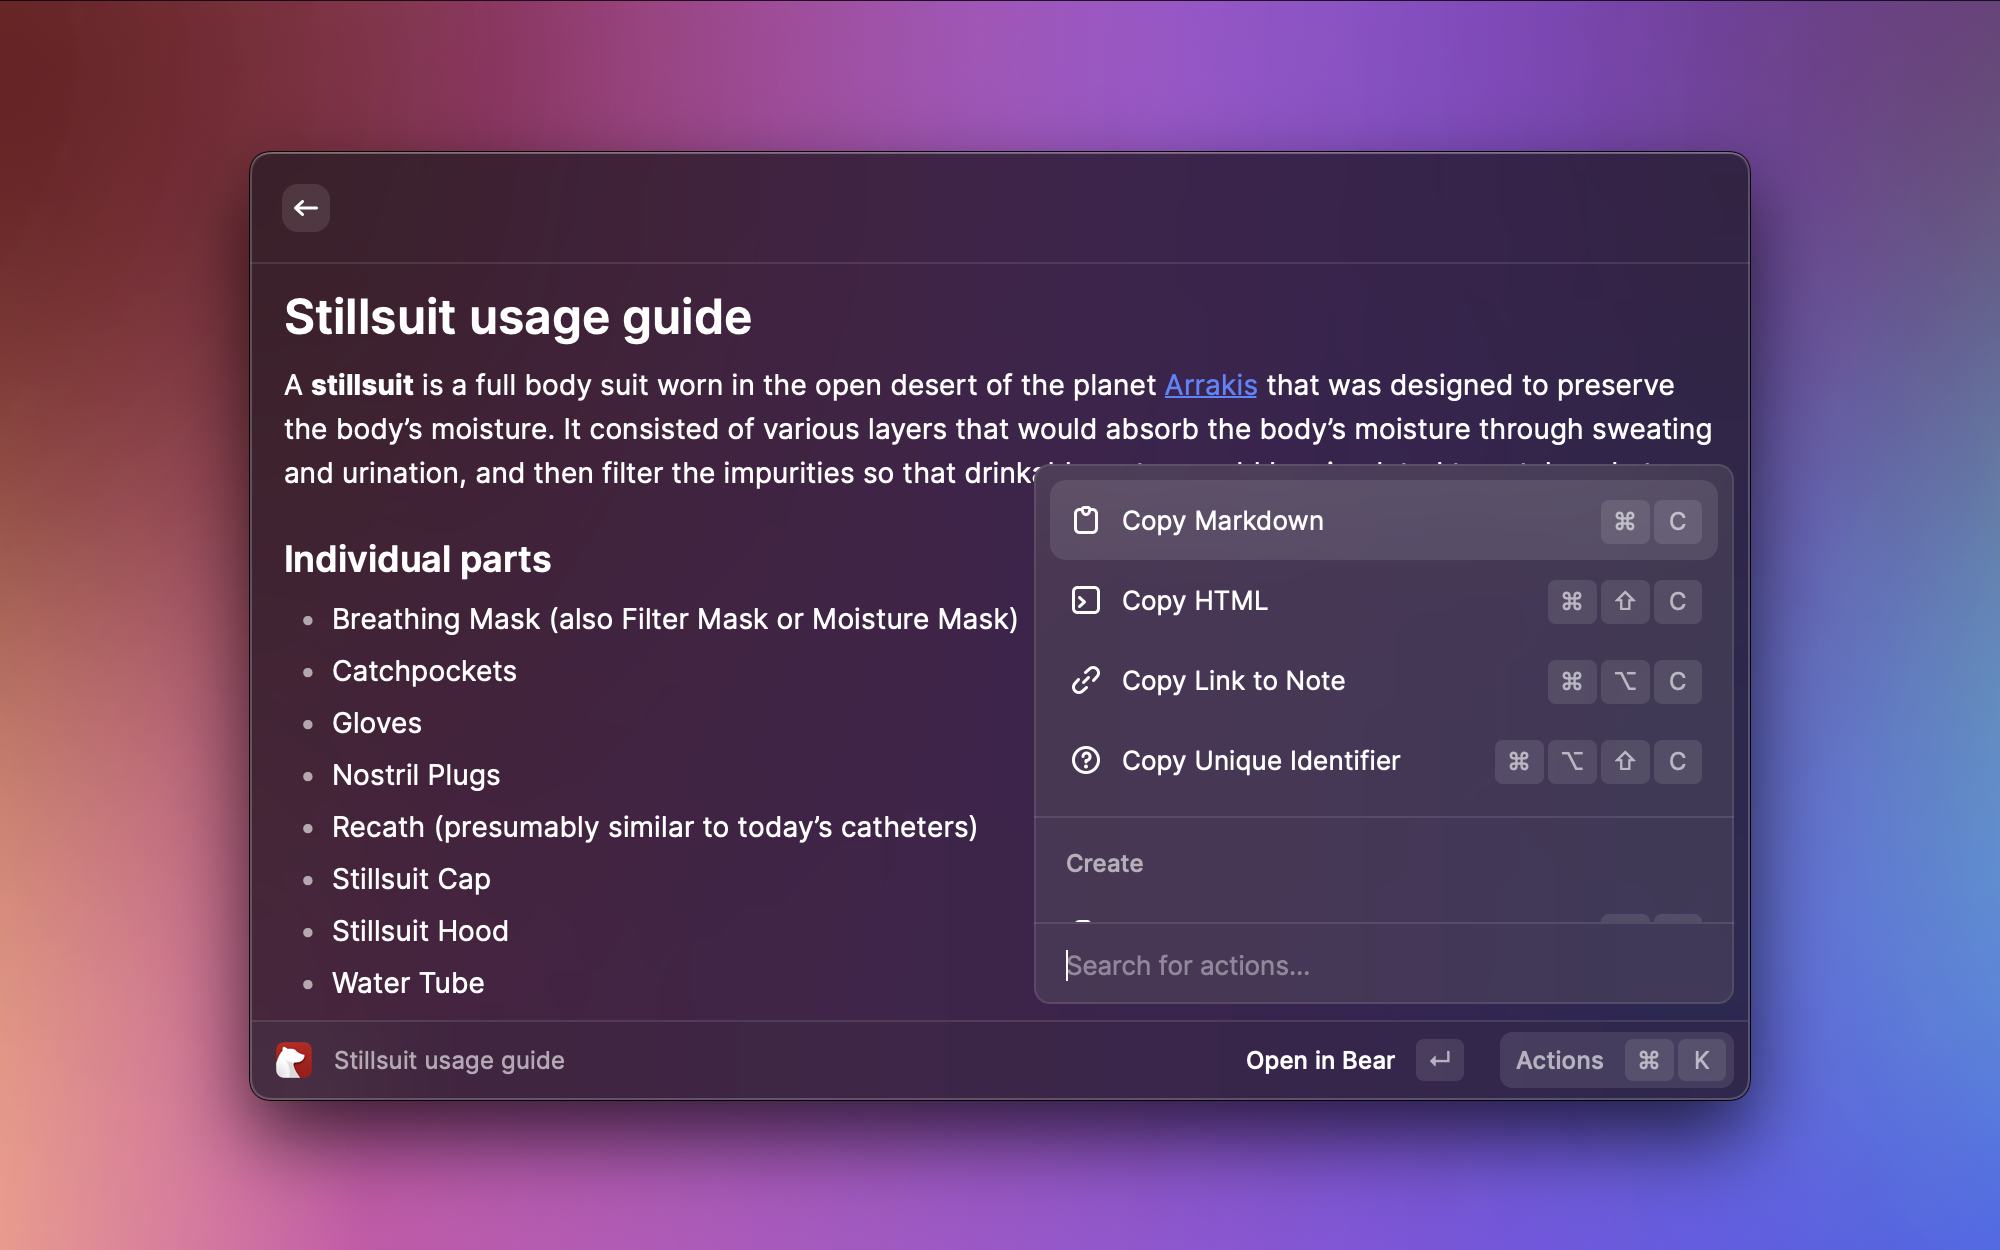 Stillsuit usage guide
A stillsuit is a full body suit worn in the open desert of the planet Arrakis that was designed to preserve
the body’s moisture. It consisted of various layers that would absorb the body’s moisture through sweating
and urination, and then filter the impurities so that
Individual parts
• Breathing Mask (also Filter Mask or Moisture Mask)
• Catchpockets
• Gloves
• Nostril Plugs
• Recath (presumably similar to today’s catheters)
• Stillsuit Cap
• Stillsuit Hood
• Water Tube
Copy Markdown ⌘ C
Copy HTML ⌘ ⇧ C
Copy Link to Note ⌘ ⌥ C
Copy Unique Identifier ⌘ ⌥ ⇧ C
Create
Search for actions...
Stillsuit usage guide
Open in Bear ↵
Actions ⌘ K